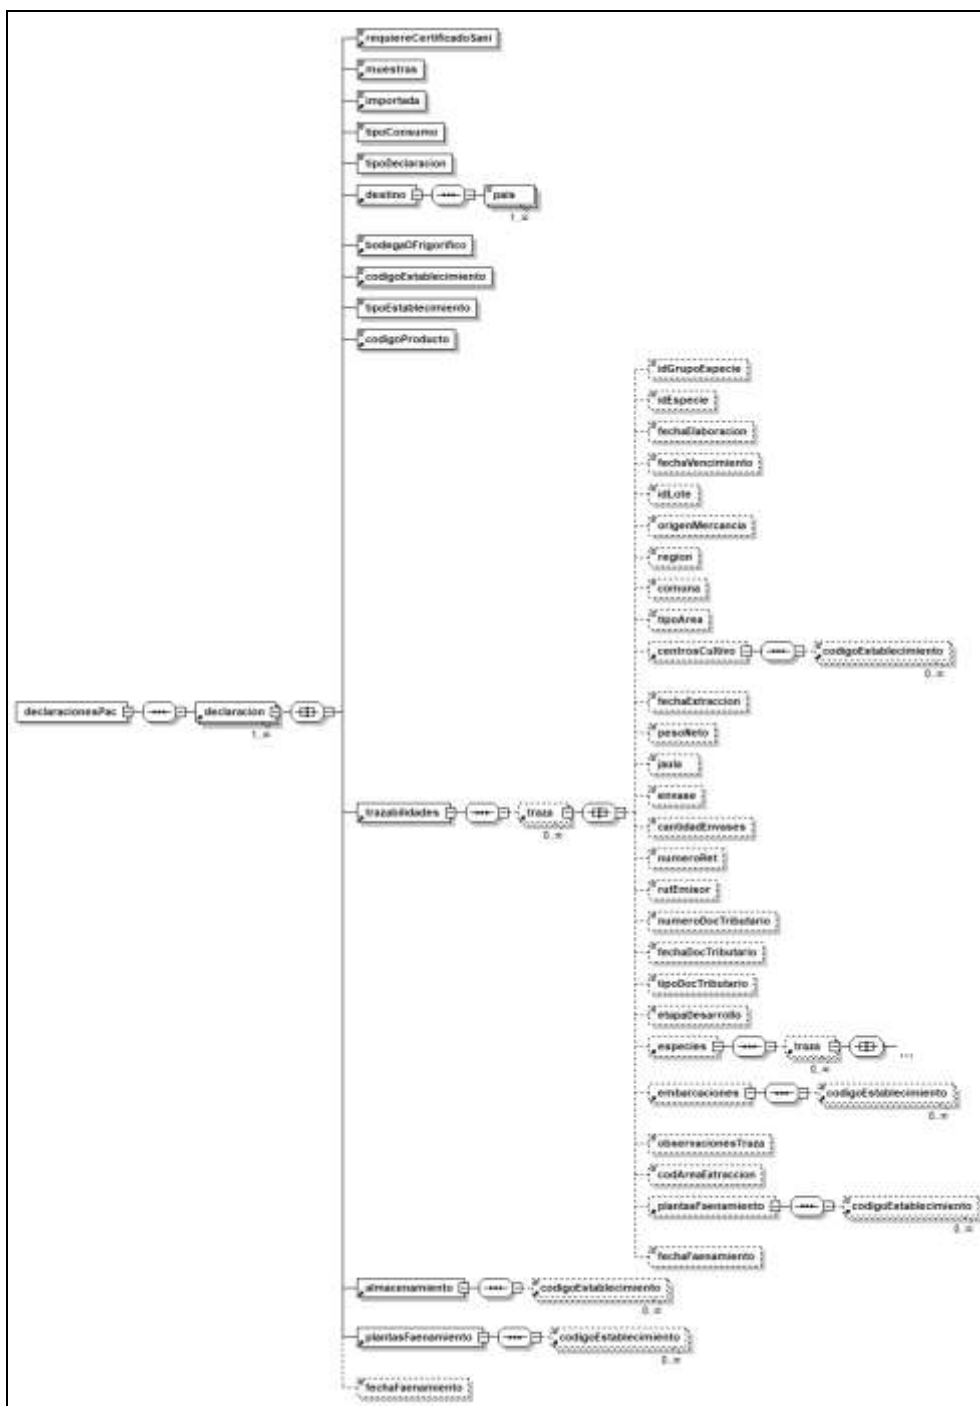 requiereCertificadoSani
muestras
importada
tipoConsumo
tipoDeclaracion
destino
pais
1..∞
bodegaOFrigorifico
codigoEstablecimiento
tipoEstablecimiento
codigoProducto
idGrupoEspecie
idEspecie
fechaElaboracion
fechaVencimiento
idLote
origenMercancia
region
comuna
tipoArea
centrosCultivo
codigoEstablecimiento
0..∞
fechaExtraccion
declaracionesPac
declaracion
1..∞
pesoNeto
jaula
envase
trazabilidades
traza
0..∞
cantidadEnvases
numeroRet
rutEmisor
numeroDocTributario
fechaDocTributario
tipoDocTributario
etapaDesarrollo
especies
traza
...
0..∞
embarcaciones
codigoEstablecimiento
0..∞
observacionesTraza
codAreaExtraccion
plantasFaenamiento
codigoEstablecimiento
0..∞
fechaFaenamiento
almacenamiento
codigoEstablecimiento
0..∞
plantasFaenamiento
codigoEstablecimiento
0..∞
fechaFaenamiento